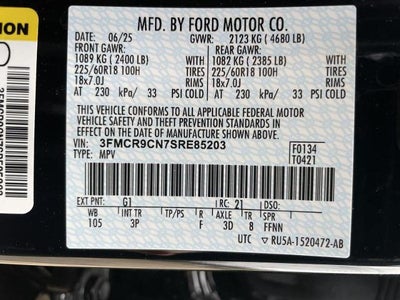 MFD. BY FORD MOTOR CO.
06/25 GVWR: 2123 KG ( 4680 LB)
FRONT GAWR: REAR GAWR:
1089 KG ( 2400 LB) WITH 1082 KG ( 2385 LB) WITH
225/60R18 100H TIRES 225/60R18 100H TIRES
18x7.0J RIMS 18x7.0J RIMS
AT 230 kPa/ 33 PSI COLD AT 230 kPa/ 33 PSI COLD
THIS VEHICLE CONFORMS TO ALL APPLICABLE FEDERAL MOTOR
VEHICLE SAFETY AND BUMPER STANDARDS IN EFFECT ON THE DATE OF
MANUFACTURE SHOWN ABOVE.
VIN: 3FMCR9CN7SRE85203 F0134
TYPE: MPV T0421
EXT PNT: G1 RC: 21 DSO:
WB INT TR TP/PS R AXLE TR SPR
105 3P F 3D 8 FFNN
UTC RU5A-1520472-AB